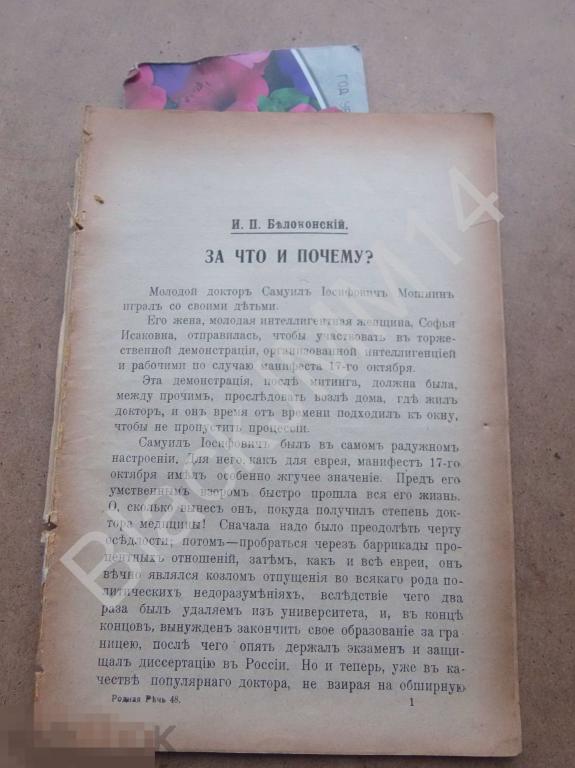 ГОД
И. П. Бѣлоконскій.
ЗА ЧТО И ПОЧЕМУ?
Молодой докторъ Самуилъ Іосифовичъ Мошнинъ
игралъ со своими дѣтьми.
Его жена, молодая интеллигентная женщина, Софья
Исаковна, отправилась, чтобы участвовать въ торже-
ственной демонстраціи, организованной интеллигенціей
и рабочими по случаю манифеста 17-го октября.
Эта демонстрація, послѣ митинга, должна была,
между прочимъ, прослѣдовать возлѣ дома, гдѣ жилъ
докторъ, и онъ время отъ времени подходилъ къ окну,
чтобы не пропустить процессіи.
Самуилъ Іосифовичъ былъ въ самомъ радужномъ
настроеніи. Для него, какъ для еврея, манифестъ 17-го
октября имѣлъ особенно жгучее значеніе. Предъ его
умственнымъ взоромъ быстро прошла вся его жизнь.
О, сколько вынесъ онъ, покуда получилъ степень док-
тора медицины! Сначала надо было преодолѣть черту
осѣдлости; потомъ—пробраться черезъ баррикады про-
центныхъ отношеній, затѣмъ, какъ и всѣ евреи, онъ
вѣчно являлся козломъ отпущенія во всякаго рода по-
литическихъ недоразумѣніяхъ, вслѣдствіе чего два
раза былъ удаляемъ изъ университета, и, въ концѣ
концовъ, вынужденъ закончить свое образованіе за гра-
ницею, послѣ чего опять держалъ экзаменъ и защи-
щалъ диссертацію въ Россіи. Но и теперь, уже въ ка-
чествѣ популярнаго доктора, не взирая на обширную
Родная Рѣчь 48. 1